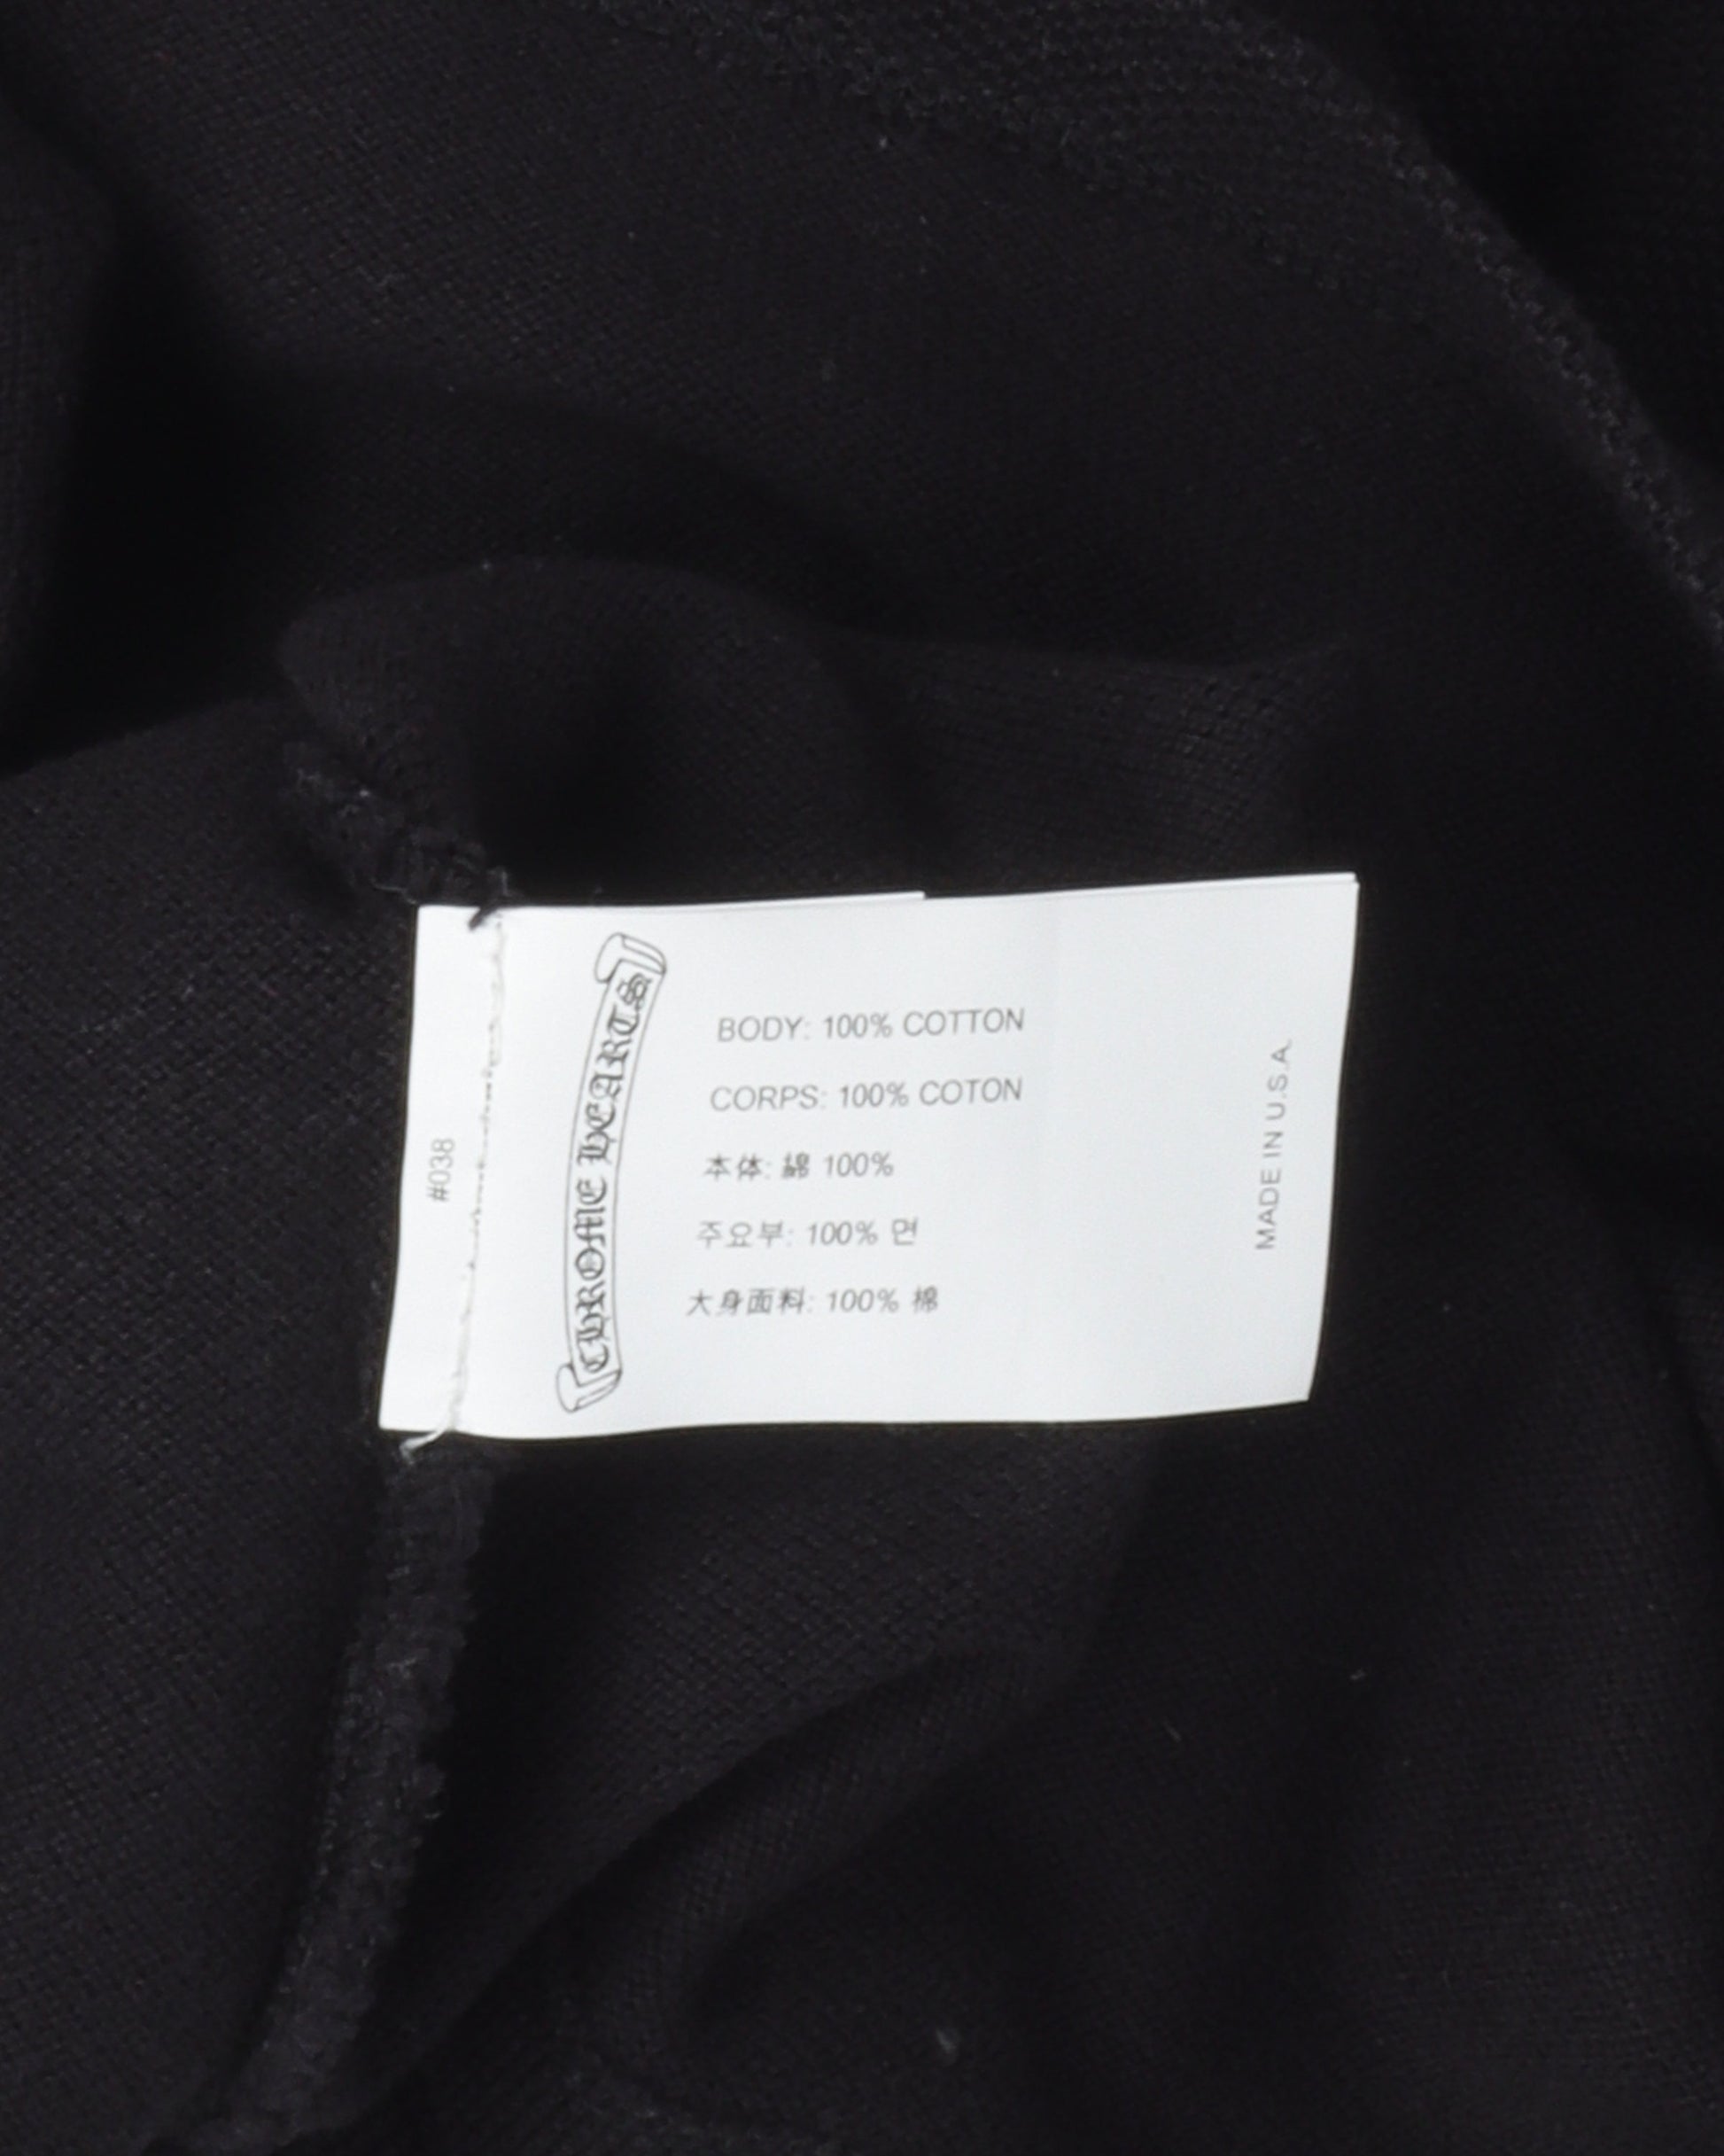 #038
CHROME HEARTS
BODY: 100% COTTON
CORPS: 100% COTON
本体: 綿 100%
주요부: 100% 면
大身面料: 100% 棉
MADE IN U.S.A.